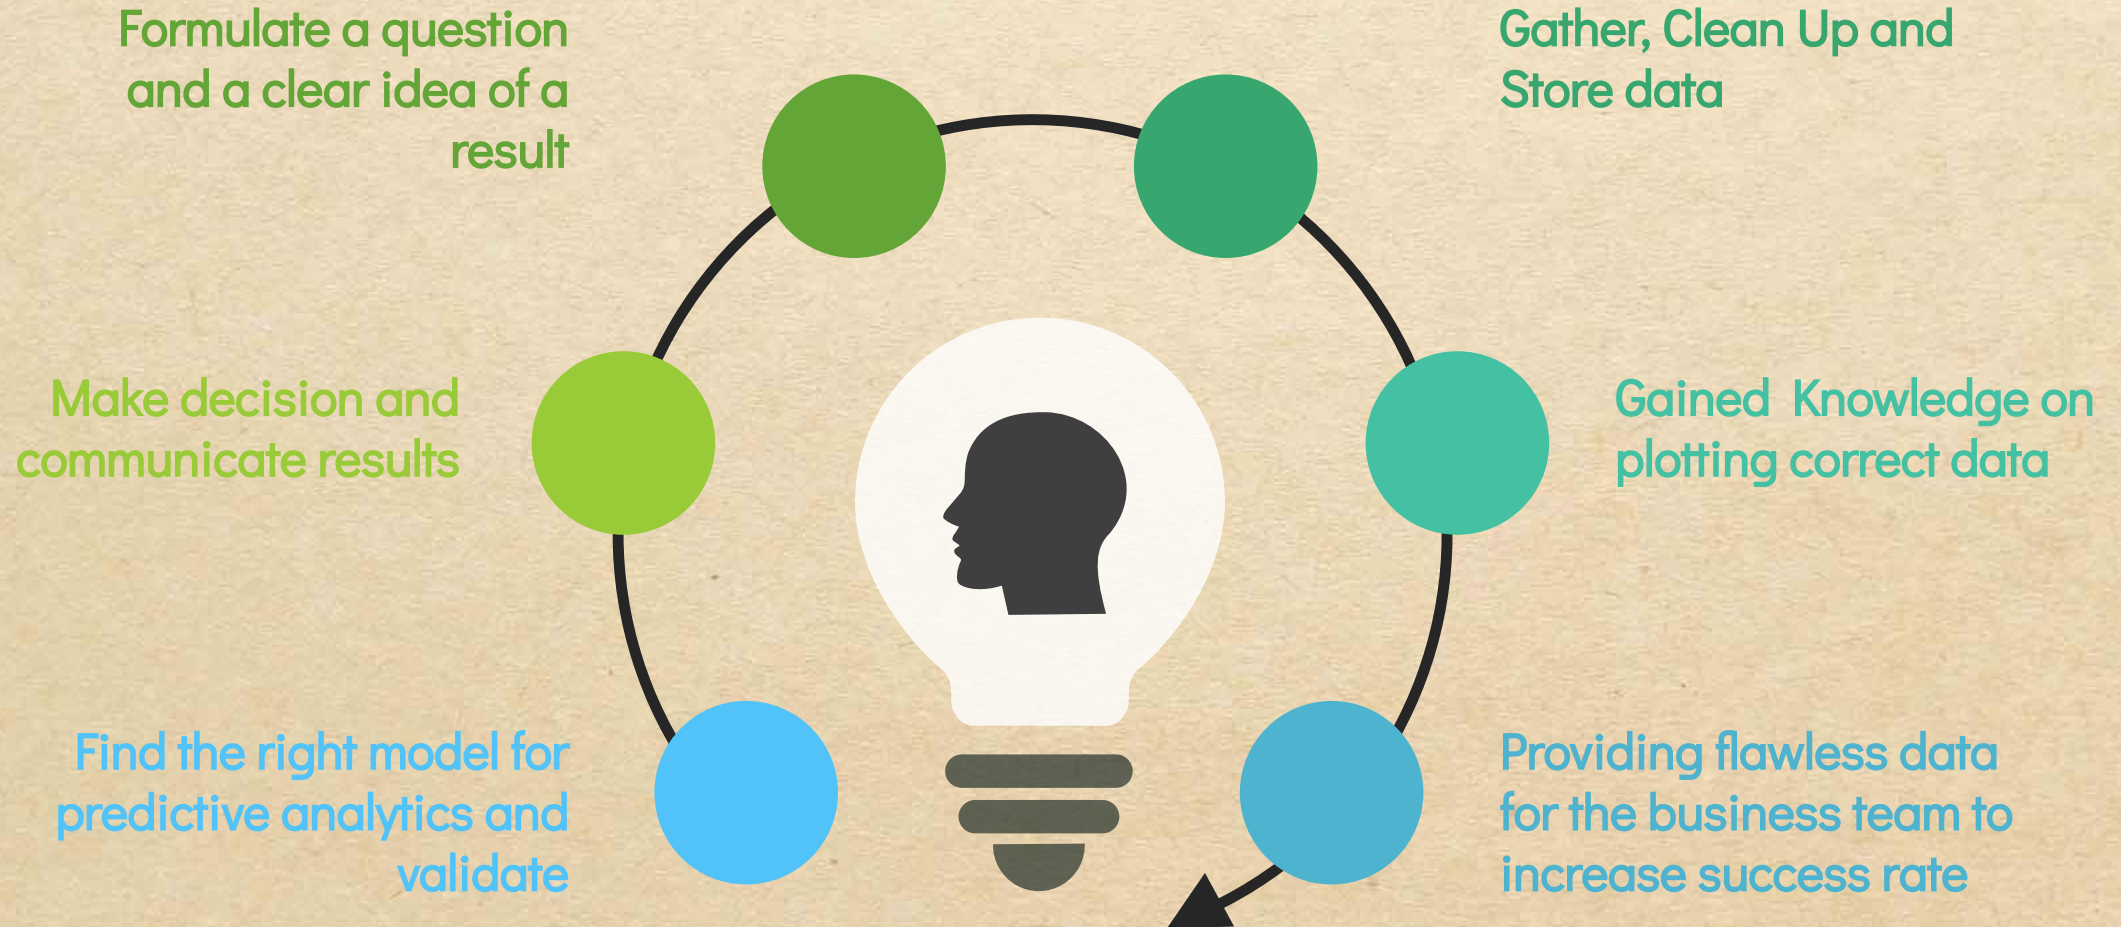 Formulate a question
and a clear idea of a
result
Gather, Clean Up and
Store data
Make decision and
communicate results
Gained  Knowledge on
plotting correct data
Find the right model for
predictive analytics and
validate
Providing flawless data
for the business team to
increase success rate